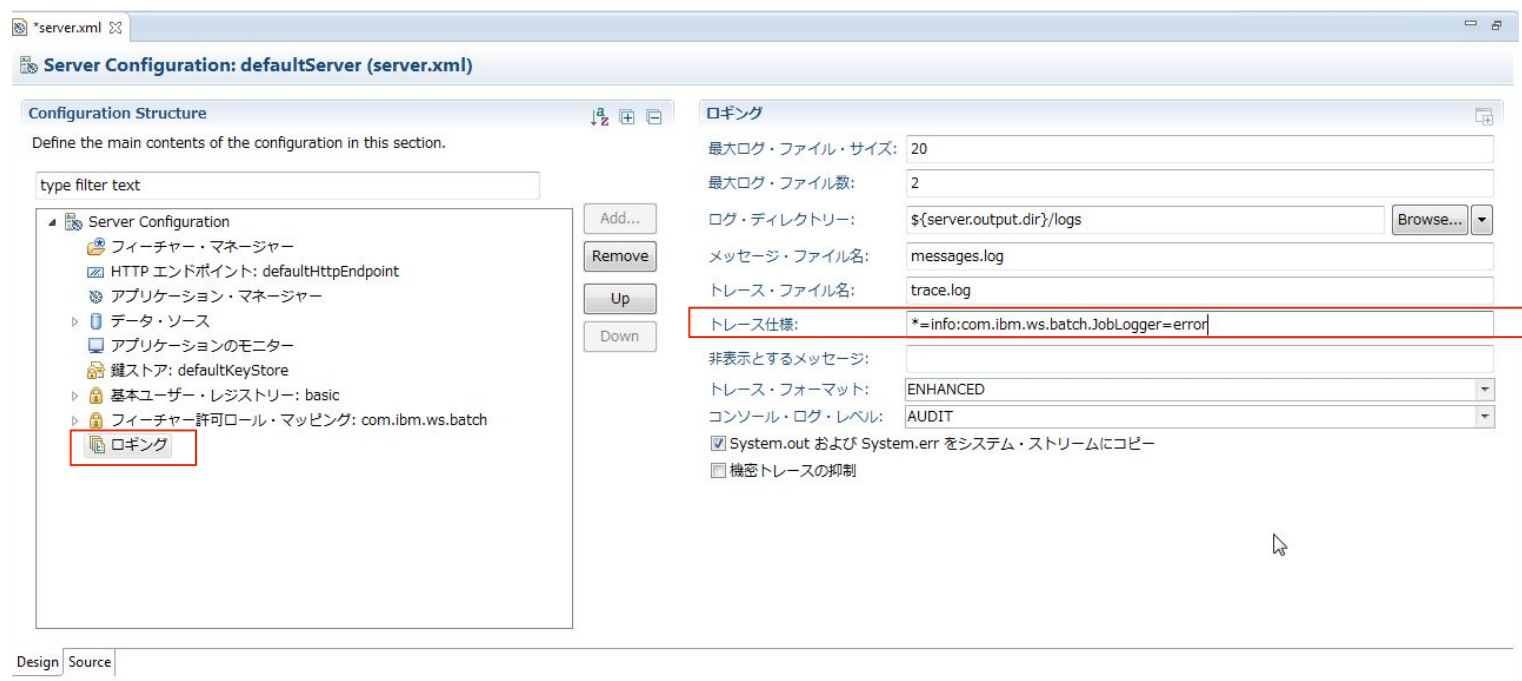 *server.xml
Server Configuration: defaultServer (server.xml)
Configuration Structure
Define the main contents of the configuration in this section.
type filter text
Server Configuration
フィーチャー・マネージャー
HTTP エンドポイント: defaultHttpEndpoint
アプリケーション・マネージャー
データ・ソース
アプリケーションのモニター
鍵ストア: defaultKeyStore
基本ユーザー・レジストリー: basic
フィーチャー許可ロール・マッピング: com.ibm.ws.batch
ロギング
Add...
Remove
Up
Down
ロギング
最大ログ・ファイル・サイズ: 20
最大ログ・ファイル数: 2
ログ・ディレクトリー: ${server.output.dir}/logs Browse...
メッセージ・ファイル名: messages.log
トレース・ファイル名: trace.log
トレース仕様: *=info:com.ibm.ws.batch.JobLogger=error
非表示とするメッセージ:
トレース・フォーマット: ENHANCED
コンソール・ログ・レベル: AUDIT
System.out および System.err をシステム・ストリームにコピー
機密トレースの抑制
Design Source